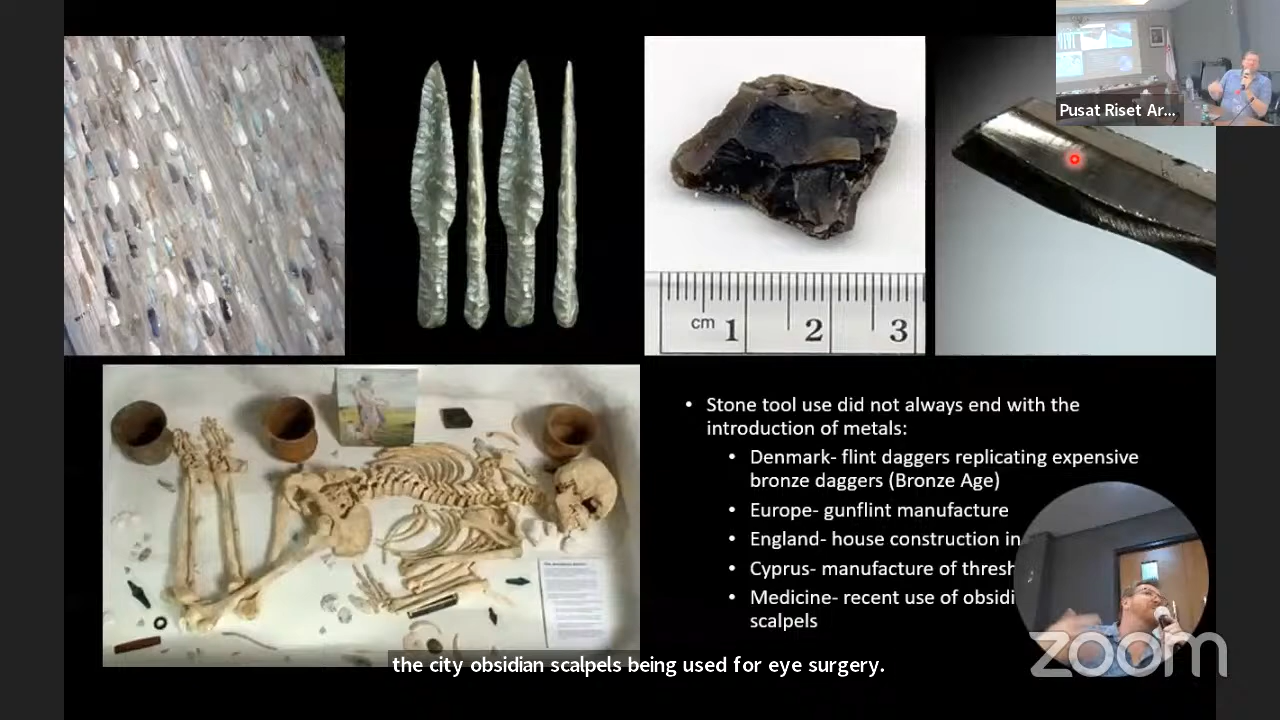 Pusat Riset Ar...
cm 1 2 3
• Stone tool use did not always end with the
introduction of metals:
• Denmark- flint daggers replicating expensive
bronze daggers (Bronze Age)
• Europe- gunflint manufacture
• England- house construction in
• Cyprus- manufacture of thresh
• Medicine- recent use of obsidi
scalpels
zoom
the city obsidian scalpels being used for eye surgery.